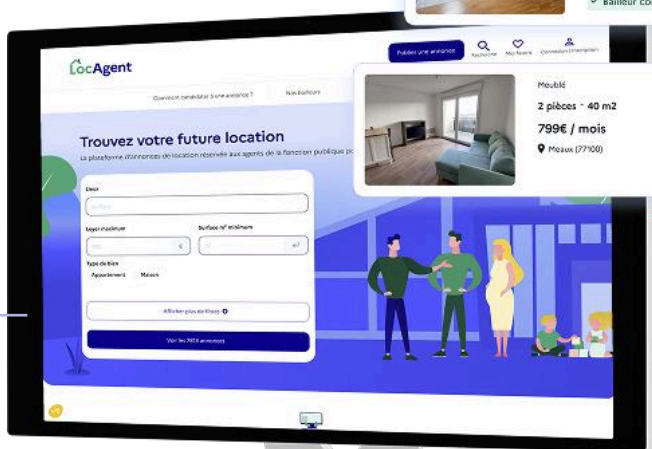 Bailleur co
LocAgent
Publier une annonce
Recherche
Mes favoris
Connexion / Inscription
Comment candidater à une annonce ?
Nos bailleurs
Trouvez votre future location
La plateforme d'annonces de location réservée aux agents de la fonction publique
Meublé
2 pièces - 40 m2
799€ / mois
Meaux (77100)
Lieux
Loyer maximum
Surface m² minimum
€
m²
Type de bien
Appartement
Maison
Afficher plus de filtres